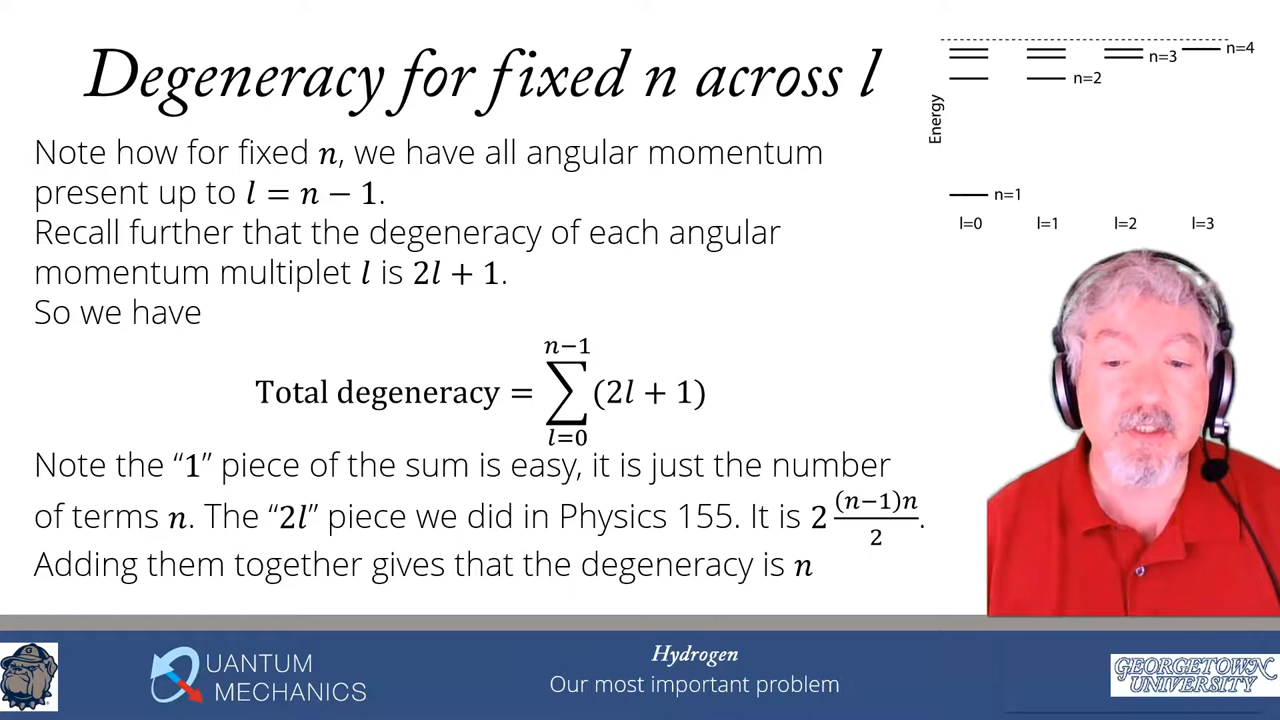 Degeneracy for fixed n across l
Note how for fixed n, we have all angular momentum
present up to l = n − 1.
Recall further that the degeneracy of each angular
momentum multiplet l is 2l + 1.
So we have
Total degeneracy = \sum_{l=0}^{n−1} (2l + 1)
Note the “1” piece of the sum is easy, it is just the number
of terms n. The “2l” piece we did in Physics 155. It is 2 \frac{(n−1)n}{2}.
Adding them together gives that the degeneracy is n
Energy
n=4
n=3
n=2
n=1
l=0 l=1 l=2 l=3
QUANTUM
MECHANICS
Hydrogen
Our most important problem
GEORGETOWN
UNIVERSITY